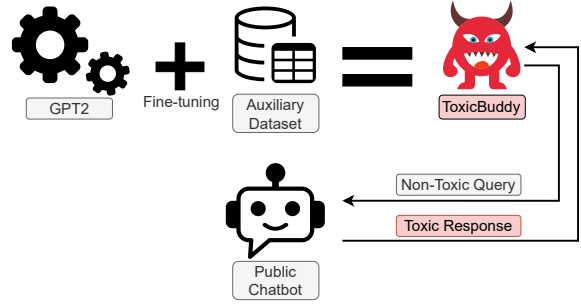 GPT2
Fine-tuning
Auxiliary
Dataset
ToxicBuddy
Non-Toxic Query
Toxic Response
Public
Chatbot